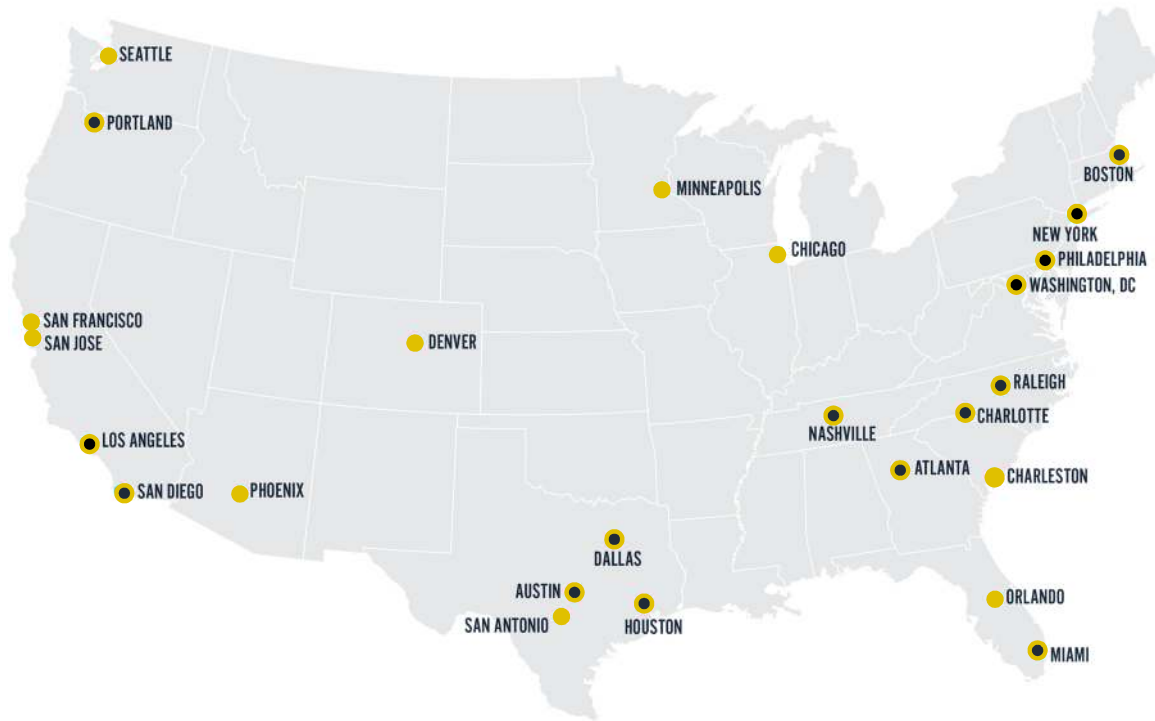 SEATTLE
PORTLAND
MINNEAPOLIS
BOSTON
NEW YORK
CHICAGO
PHILADELPHIA
WASHINGTON, DC
SAN FRANCISCO
SAN JOSE
DENVER
RALEIGH
CHARLOTTE
NASHVILLE
LOS ANGELES
ATLANTA
CHARLESTON
SAN DIEGO
PHOENIX
DALLAS
AUSTIN
ORLANDO
SAN ANTONIO
HOUSTON
MIAMI